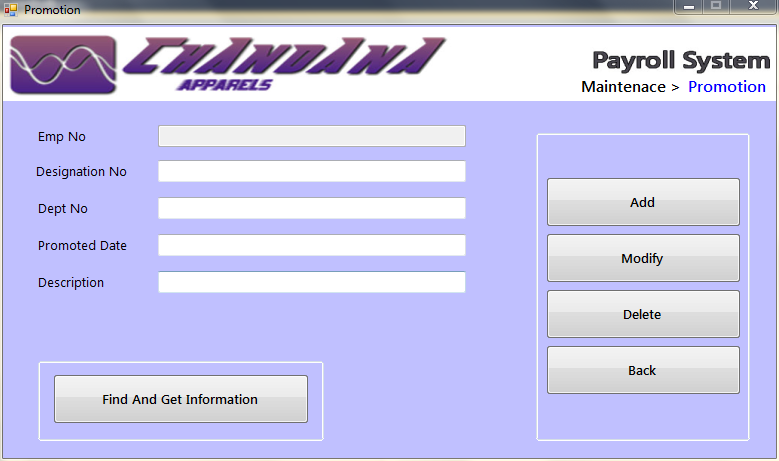 Promotion
CHANDANA
APPARELS
Payroll System
Maintenace > Promotion
Emp No
Designation No
Dept No
Promoted Date
Description
Add
Modify
Delete
Back
Find And Get Information